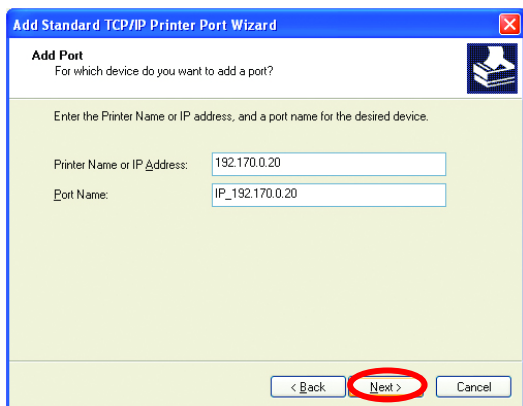 Add Standard TCP/IP Printer Port Wizard
Add Port
For which device do you want to add a port?
Enter the Printer Name or IP address, and a port name for the desired device.
Printer Name or IP Address: 192.170.0.20
Port Name: IP_192.170.0.20
< Back Next > Cancel